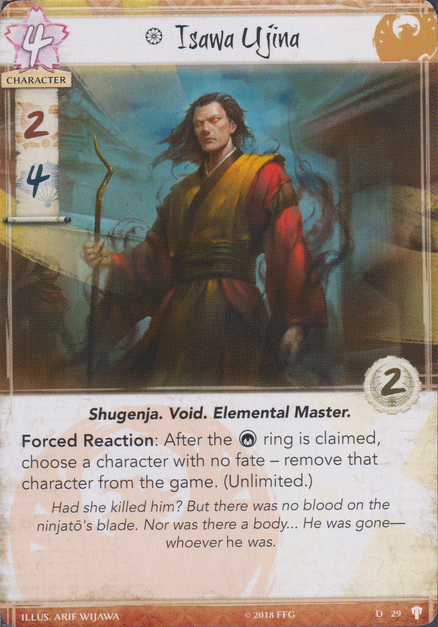 4
Isawa Ujina
CHARACTER
2
4
2
Shugenja. Void. Elemental Master.
Forced Reaction: After the ring is claimed,
choose a character with no fate – remove that
character from the game. (Unlimited.)
Had she killed him? But there was no blood on the
ninjatō's blade. Nor was there a body... He was gone—
whoever he was.
ILLUS. ARIF WIJAWA
© 2018 FFG
D 29